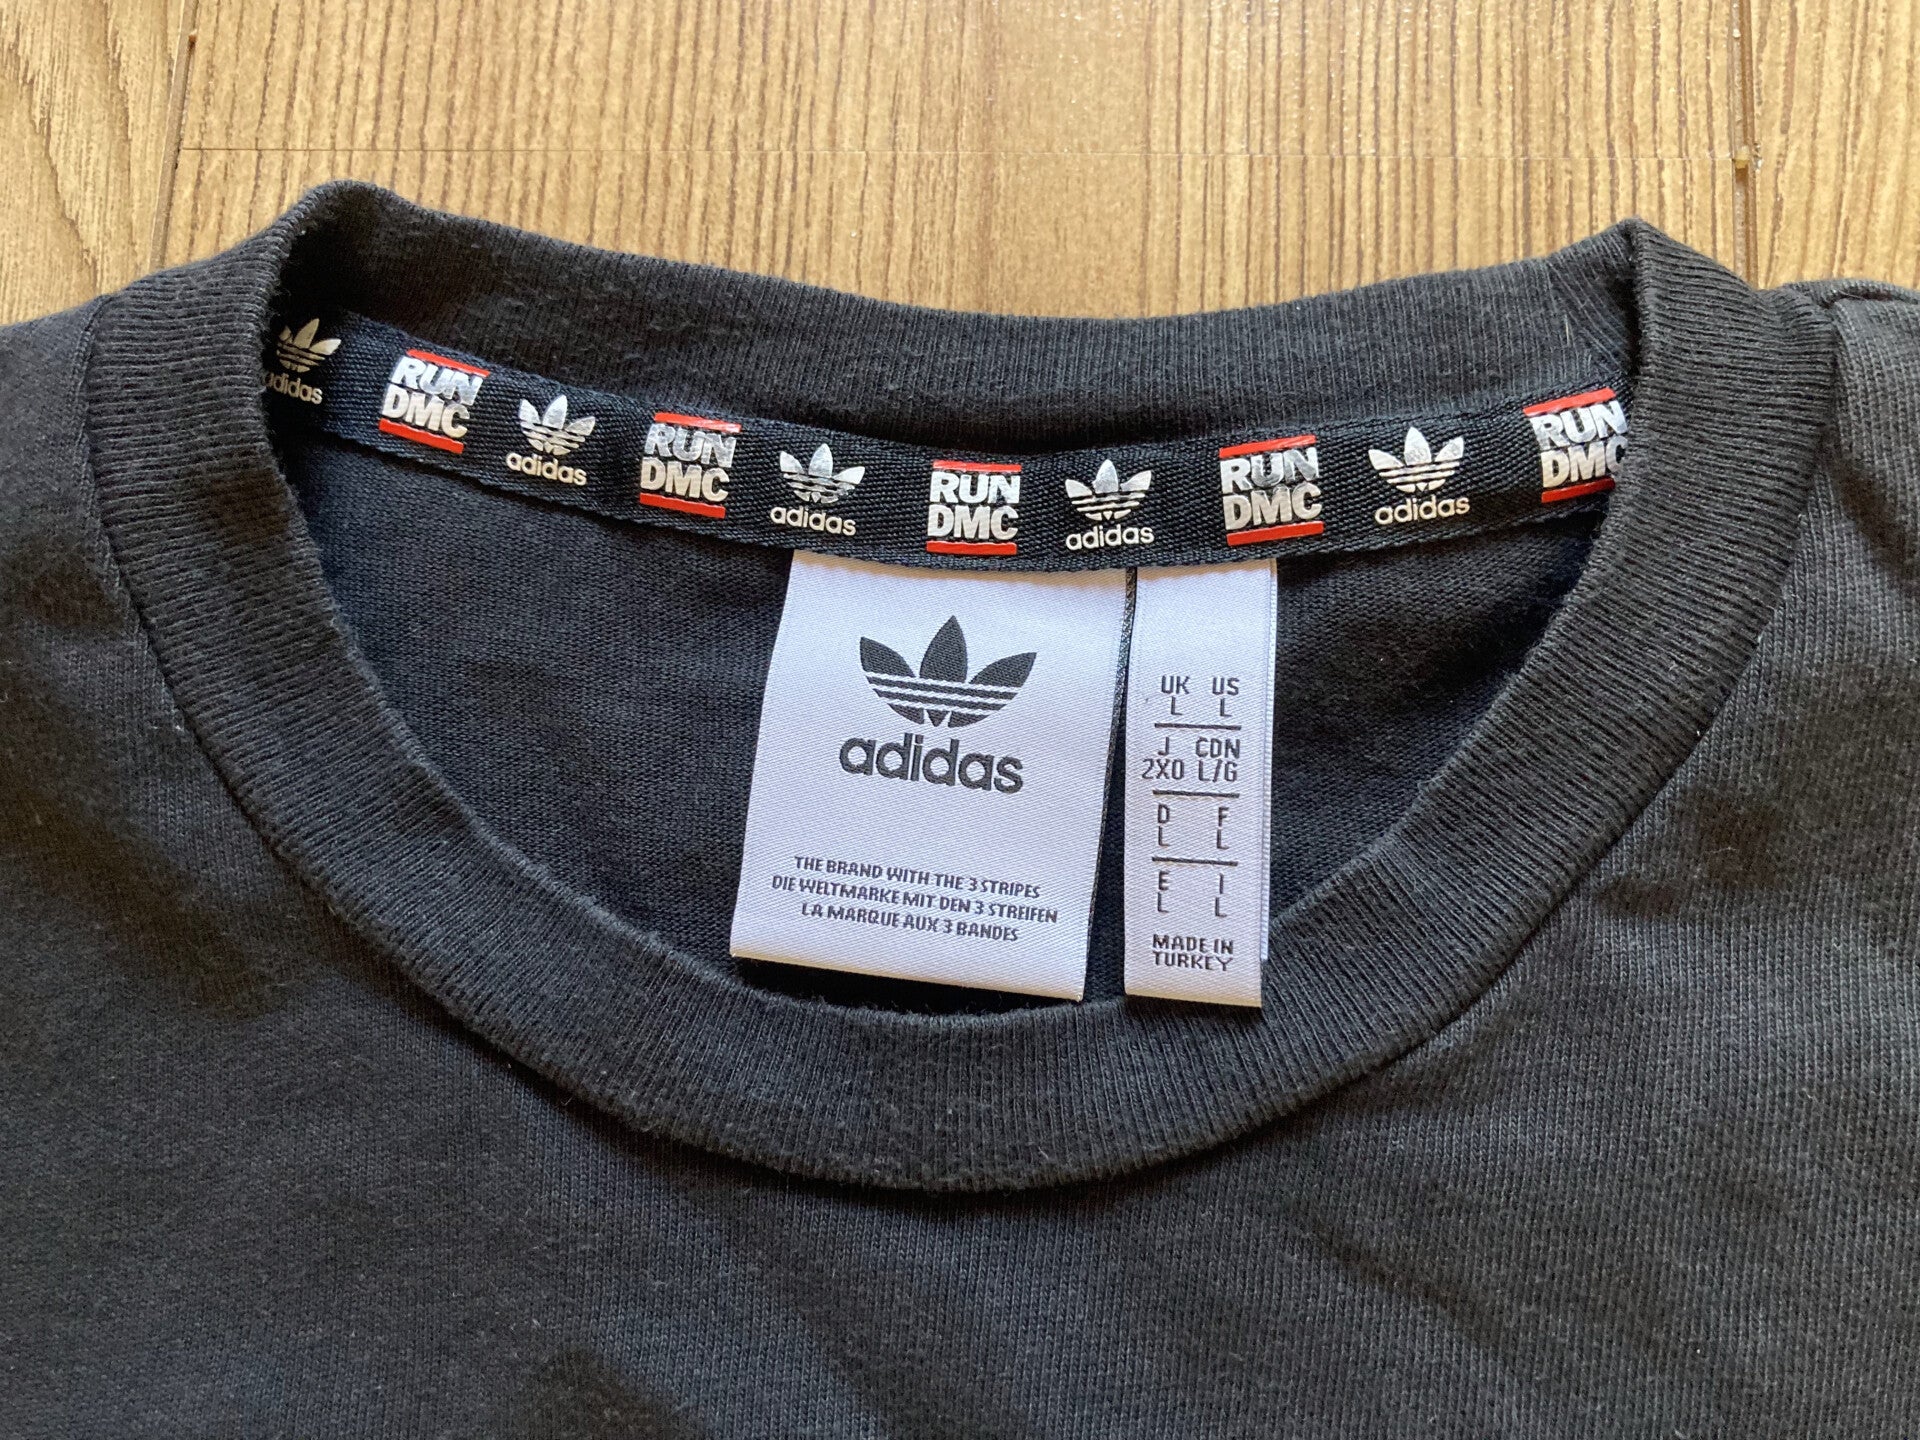 adidas
RUN
DMC
adidas
RUN
DMC
adidas
RUN
DMC
adidas
RUN
DMC
adidas
RUN
DMC
adidas
THE BRAND WITH THE 3 STRIPES
DIE WELTMARKE MIT DEN 3 STREIFEN
LA MARQUE AUX 3 BANDES
UK US
L L
J CDN
2XO L/G
D F
L L
E I
L L
MADE IN
TURKEY